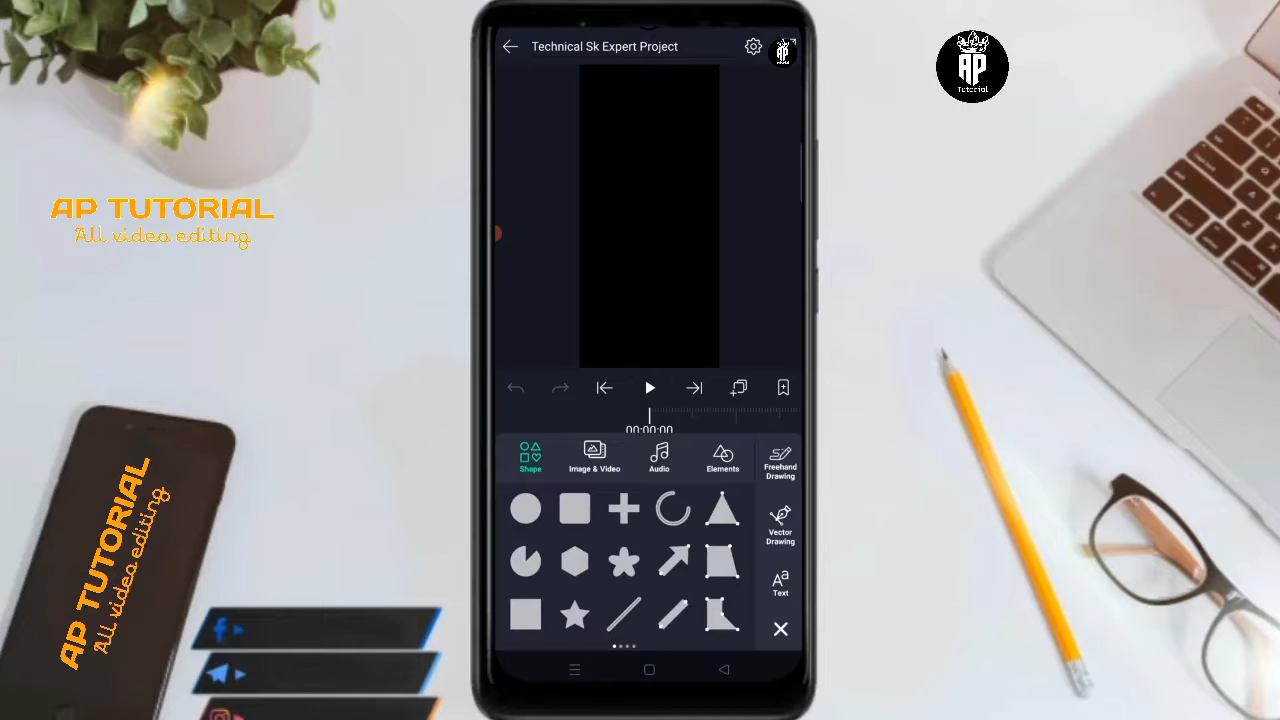 Technical Sk Expert Project
AP
Tutorial
AP TUTORIAL
All video editing
00:00:00
Shape
Image & Video
Audio
Elements
Freehand
Drawing
Vector
Drawing
Aa
Text
AP TUTORIAL
All video editing